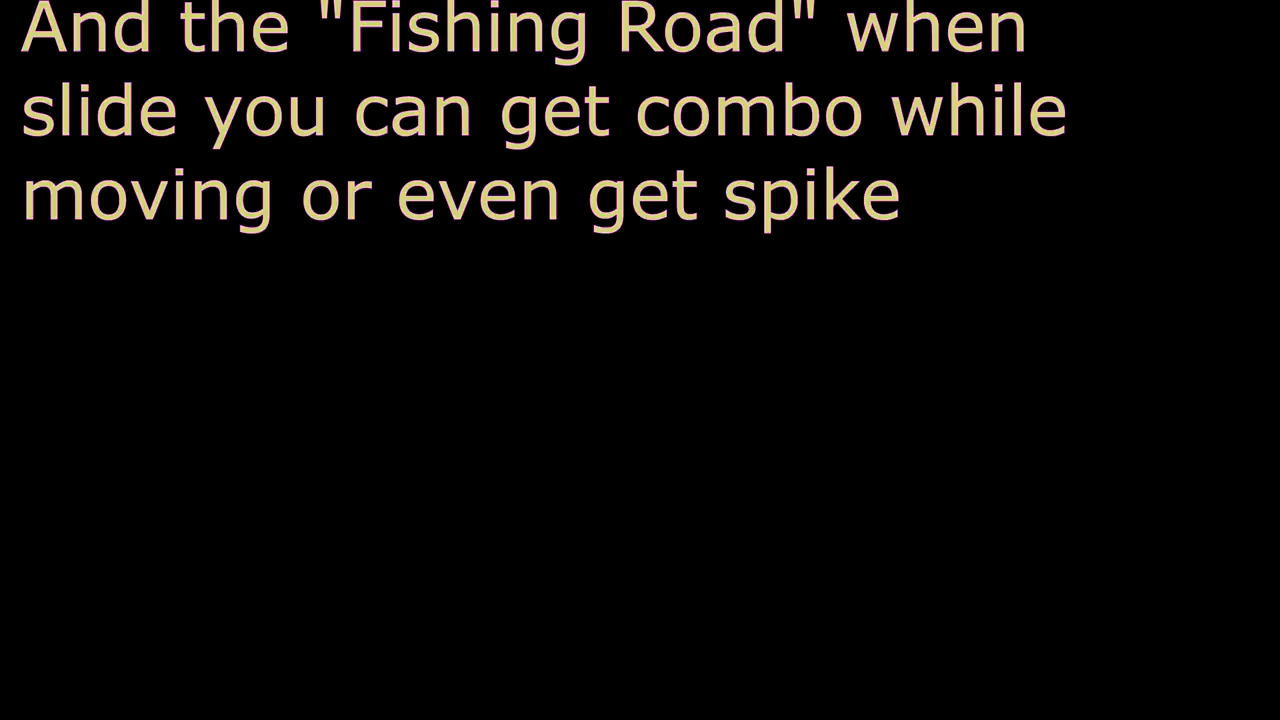 And the "Fishing Road" when
slide you can get combo while
moving or even get spike